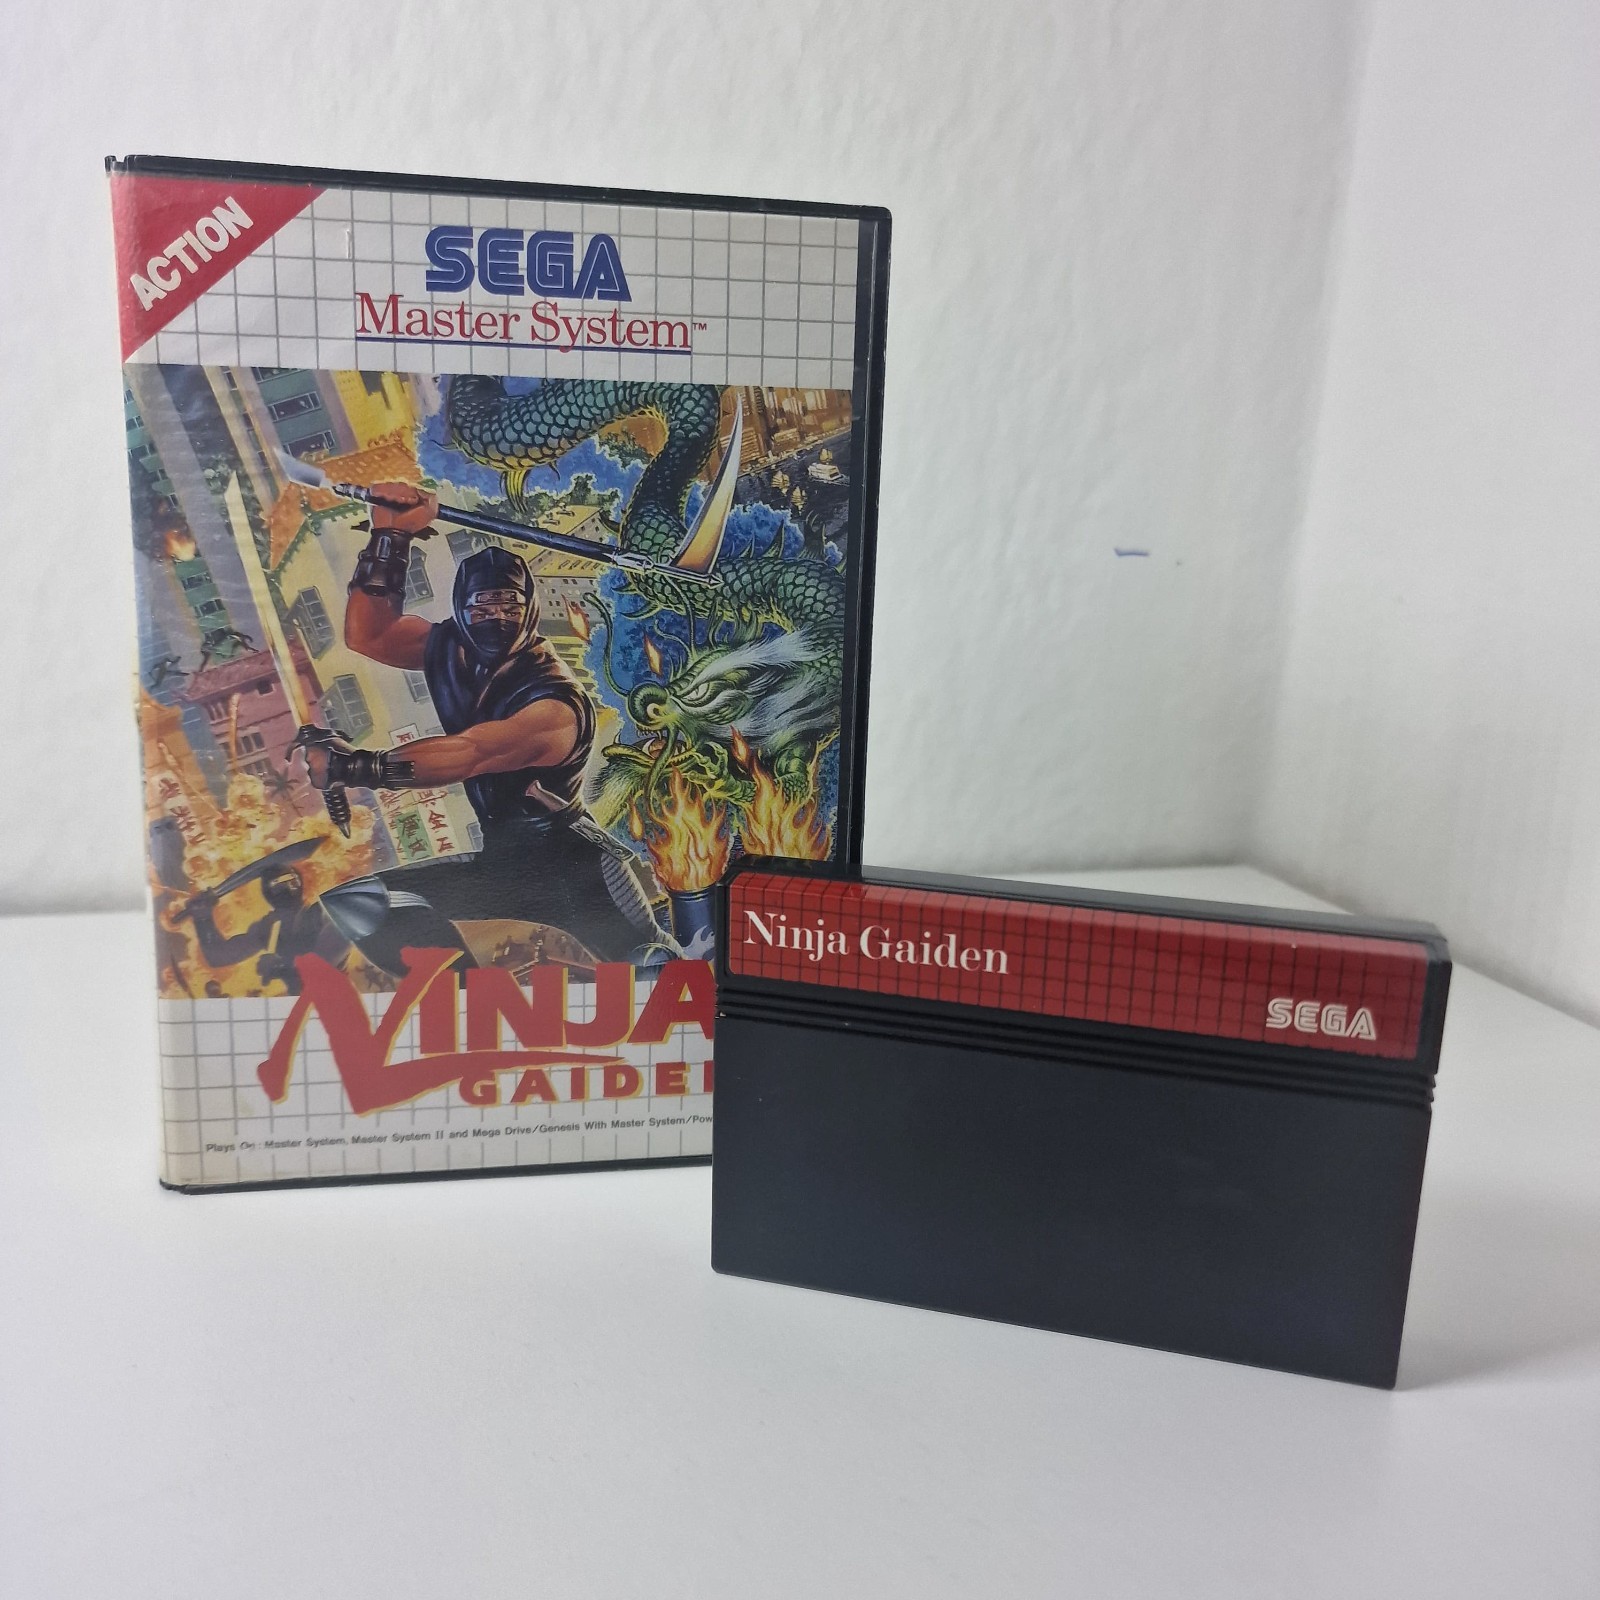 ACTION
SEGA
Master System™
NINJA
GAIDEN
Plays On: Master System, Master System II and Mega Drive/Genesis With Master System/Pow
Ninja Gaiden
SEGA